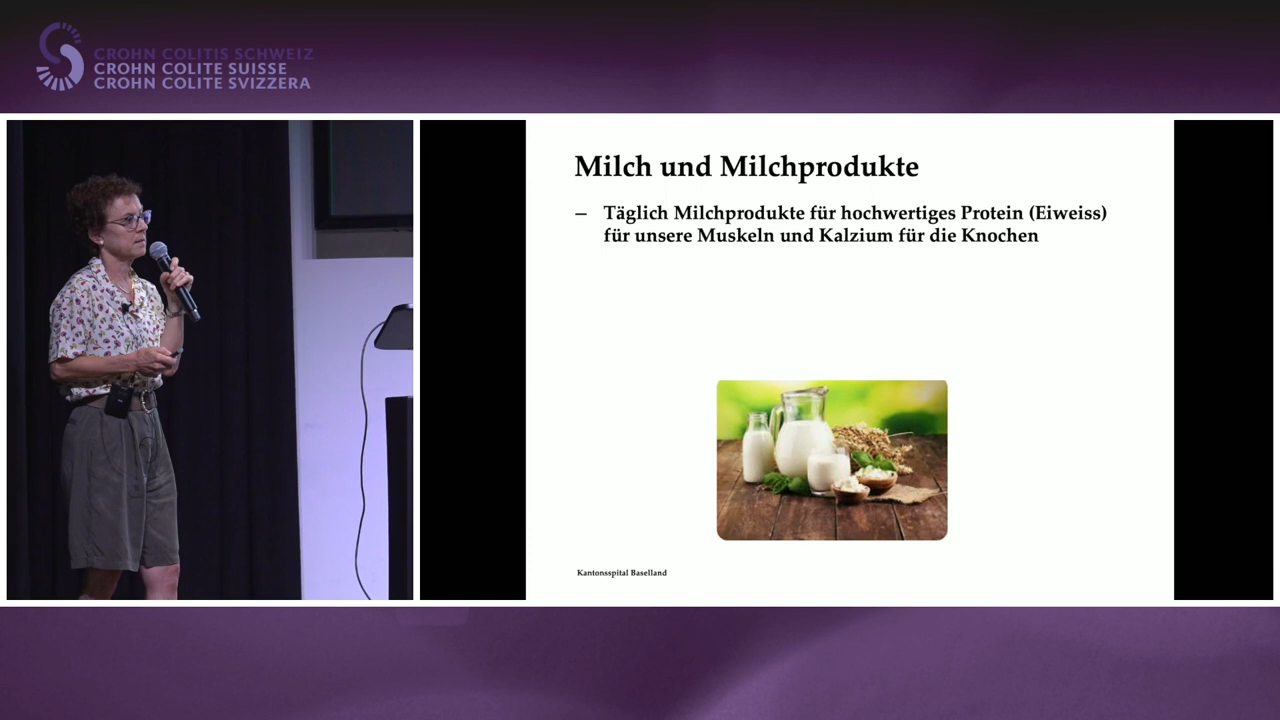 CROHN COLITIS SCHWEIZ
CROHN COLITE SUISSE
CROHN COLITE SVIZZERA
Milch und Milchprodukte
– Täglich Milchprodukte für hochwertiges Protein (Eiweiss)
für unsere Muskeln und Kalzium für die Knochen
Kantonsspital Baselland